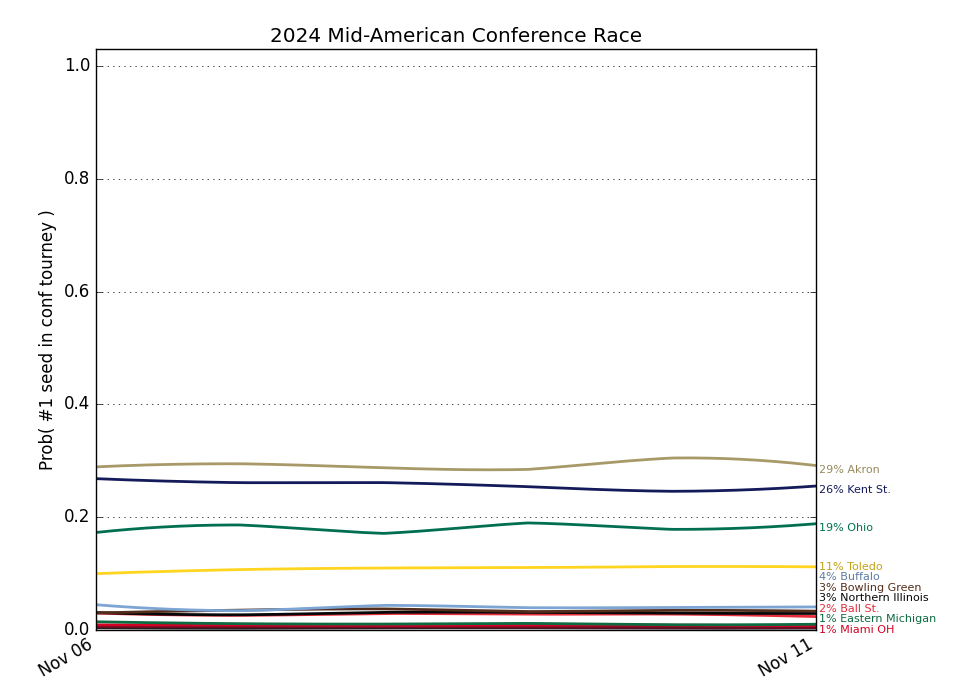 2024 Mid-American Conference Race
Prob( #1 seed in conf tourney )
1.0
0.8
0.6
0.4
0.2
0.0
Nov 06
Nov 11
29% Akron
26% Kent St.
19% Ohio
11% Toledo
4% Buffalo
3% Bowling Green
3% Northern Illinois
2% Ball St.
1% Eastern Michigan
1% Miami OH